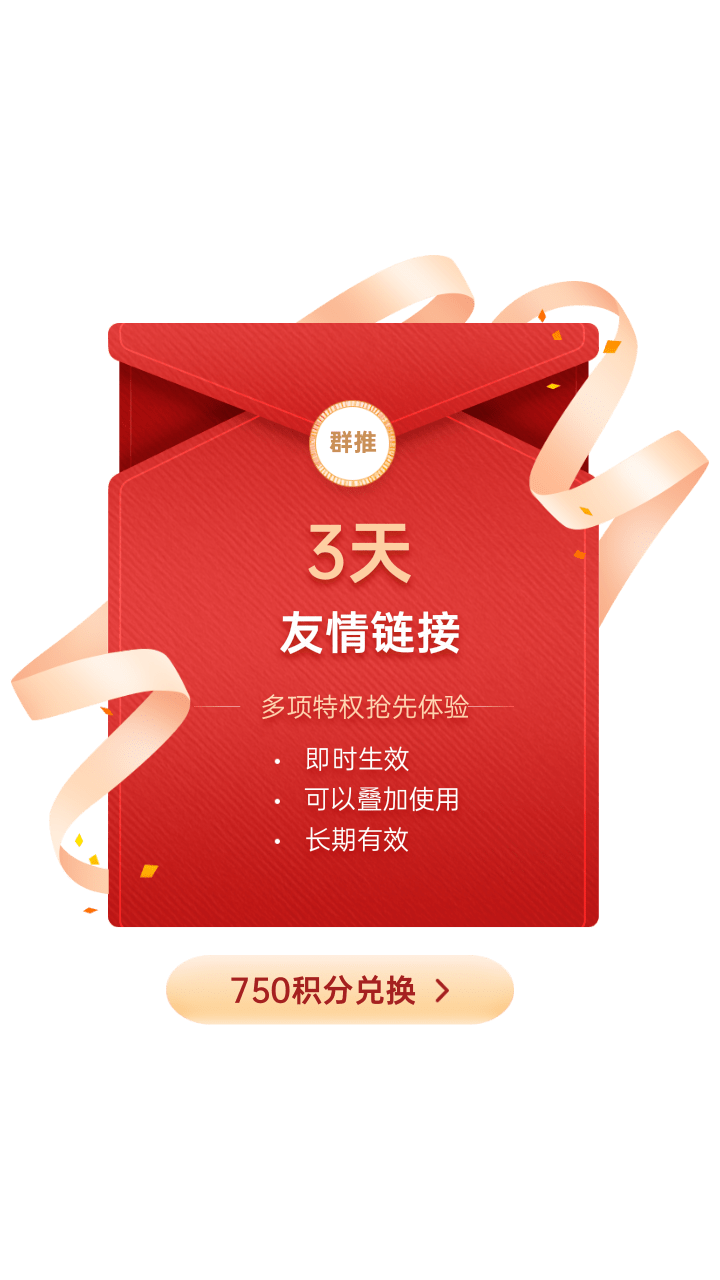 群推
3天
友情链接
多项特权抢先体验
• 即时生效
• 可以叠加使用
• 长期有效
750积分兑换 >